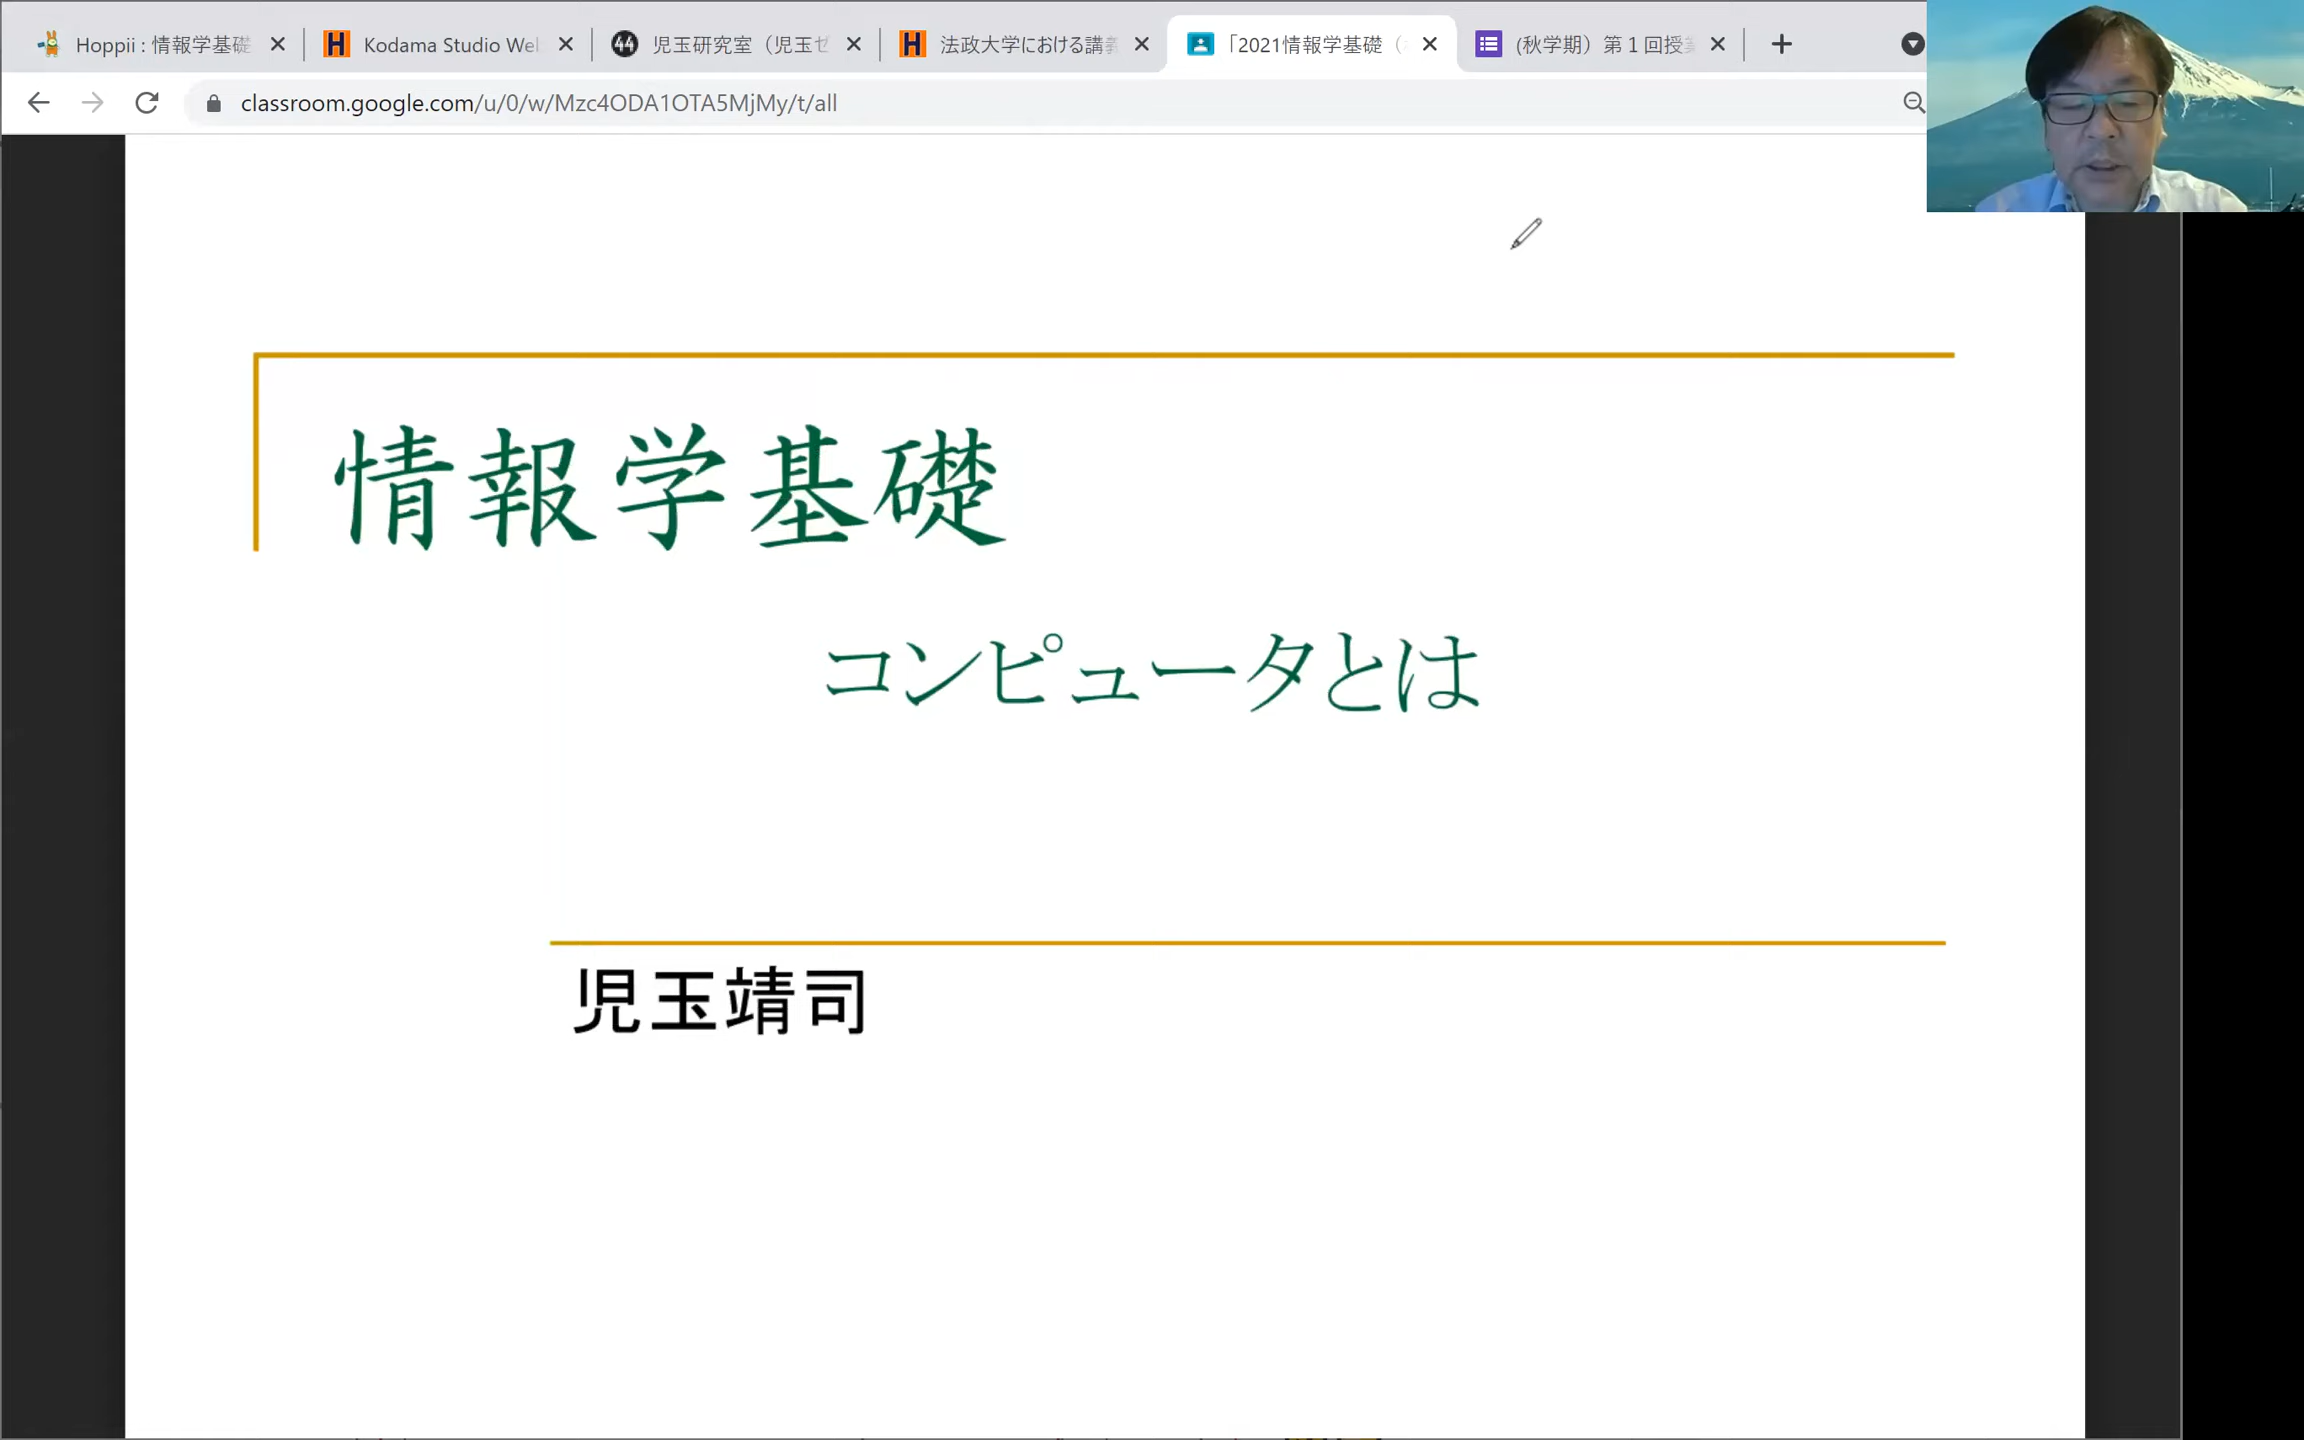 Hoppii : 情報学基礎
Kodama Studio Wel
児玉研究室（児玉ゼ
法政大学における講義
「2021情報学基礎（
(秋学期）第１回授業
classroom.google.com/u/0/w/Mzc4ODA1OTA5MjMy/t/all
情報学基礎
コンピュータとは
児玉靖司